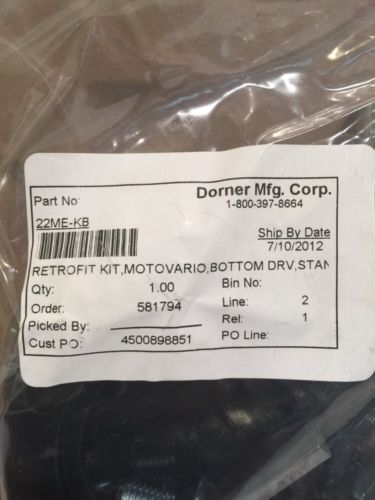 Part No: Dorner Mfg. Corp.
1-800-397-8664
22ME-KB
Ship By Date
7/10/2012
RETROFIT KIT,MOTOVARIO,BOTTOM DRV,STAN
Qty: 1.00 Bin No:
Order: 581794 Line: 2
Picked By: Rel: 1
Cust PO: 4500898851 PO Line: